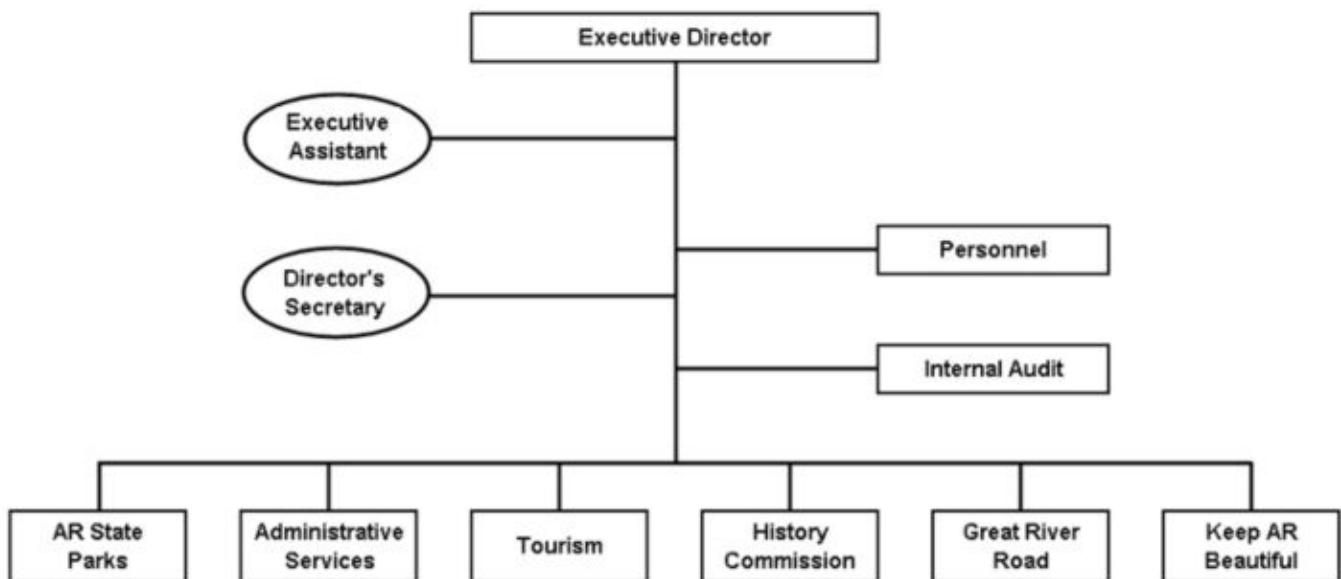 Executive Director
Executive
Assistant
Personnel
Director's
Secretary
Internal Audit
AR State
Parks
Administrative
Services
Tourism
History
Commission
Great River
Road
Keep AR
Beautiful